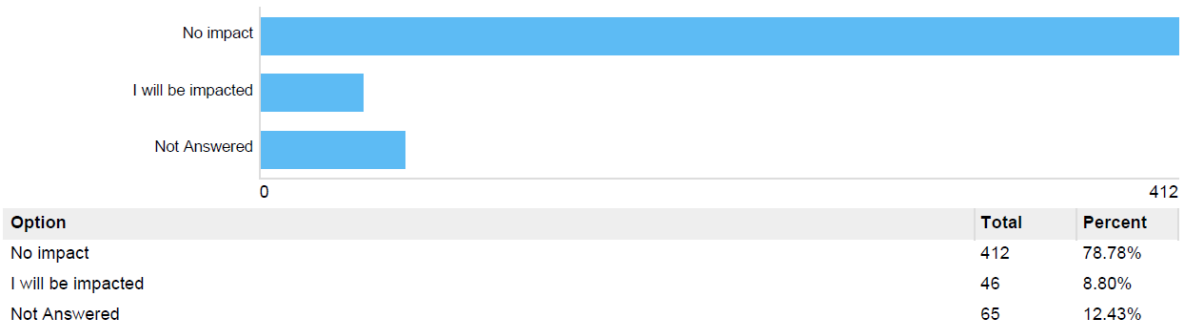 No impact
I will be impacted
Not Answered
0 412
Option Total Percent
No impact 412 78.78%
I will be impacted 46 8.80%
Not Answered 65 12.43%